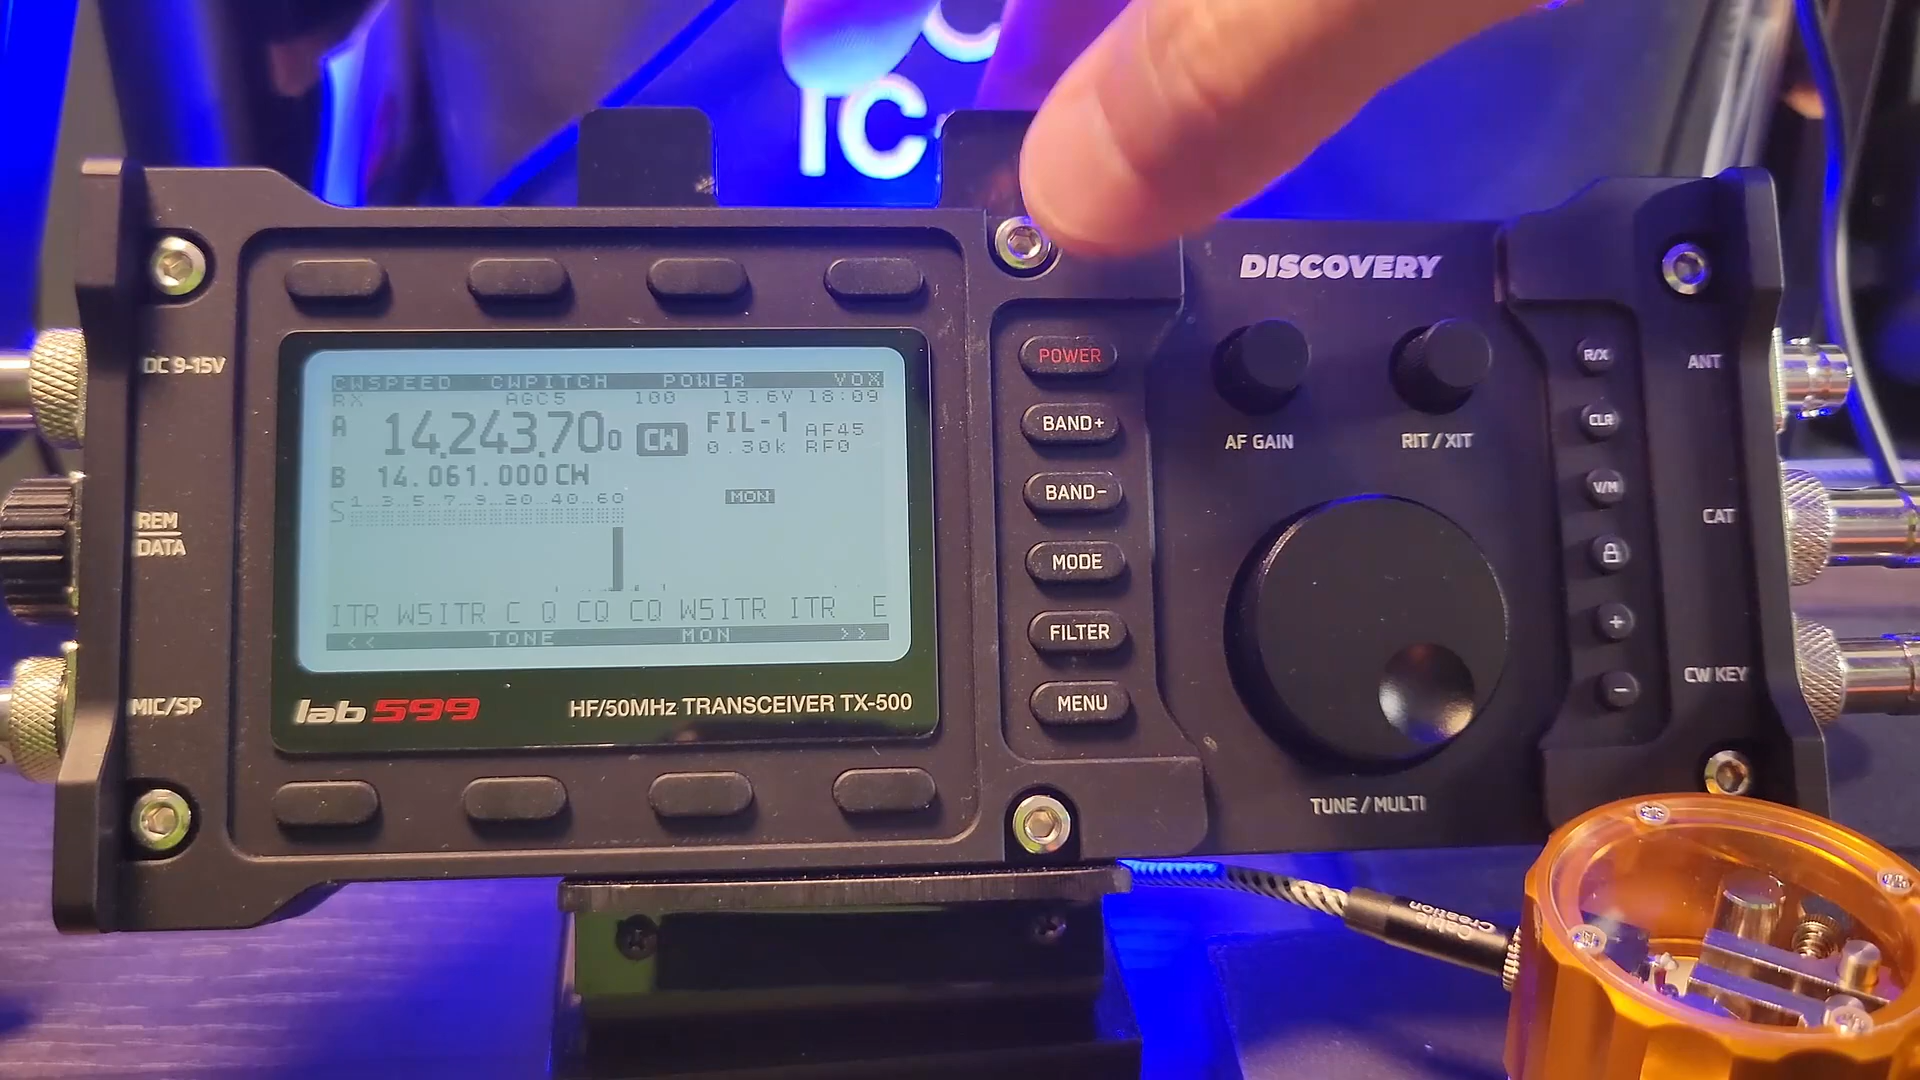 IC
DISCOVERY
DC 9-15V
REM
DATA
MIC/SP
CWSPEED CWPITCH POWER VOX
RX AGC5 100 13.6V 18:09
A 14.243.700 CW FIL-1 AF45
0.30k RF0
B 14.061.000 CW
S 1..3..5..7..9..20..40..60
MON
ITR W5ITR C Q CQ CQ W5ITR ITR E
<< TONE MON >>
lab599 HF/50MHz TRANSCEIVER TX-500
POWER
BAND+
BAND-
MODE
FILTER
MENU
AF GAIN
RIT / XIT
TUNE / MULTI
R/X
CLR
V/M
+
-
ANT
CAT
CW KEY
Cable
Creation